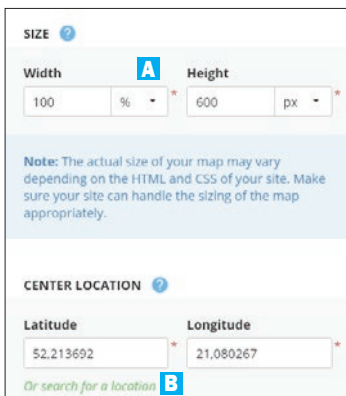 SIZE ?
Width A Height
100 % * 600 px *
Note: The actual size of your map may vary
depending on the HTML and CSS of your site. Make
sure your site can handle the sizing of the map
appropriately.
CENTER LOCATION ?
Latitude Longitude
52,213692 * 21,080267 *
Or search for a location B